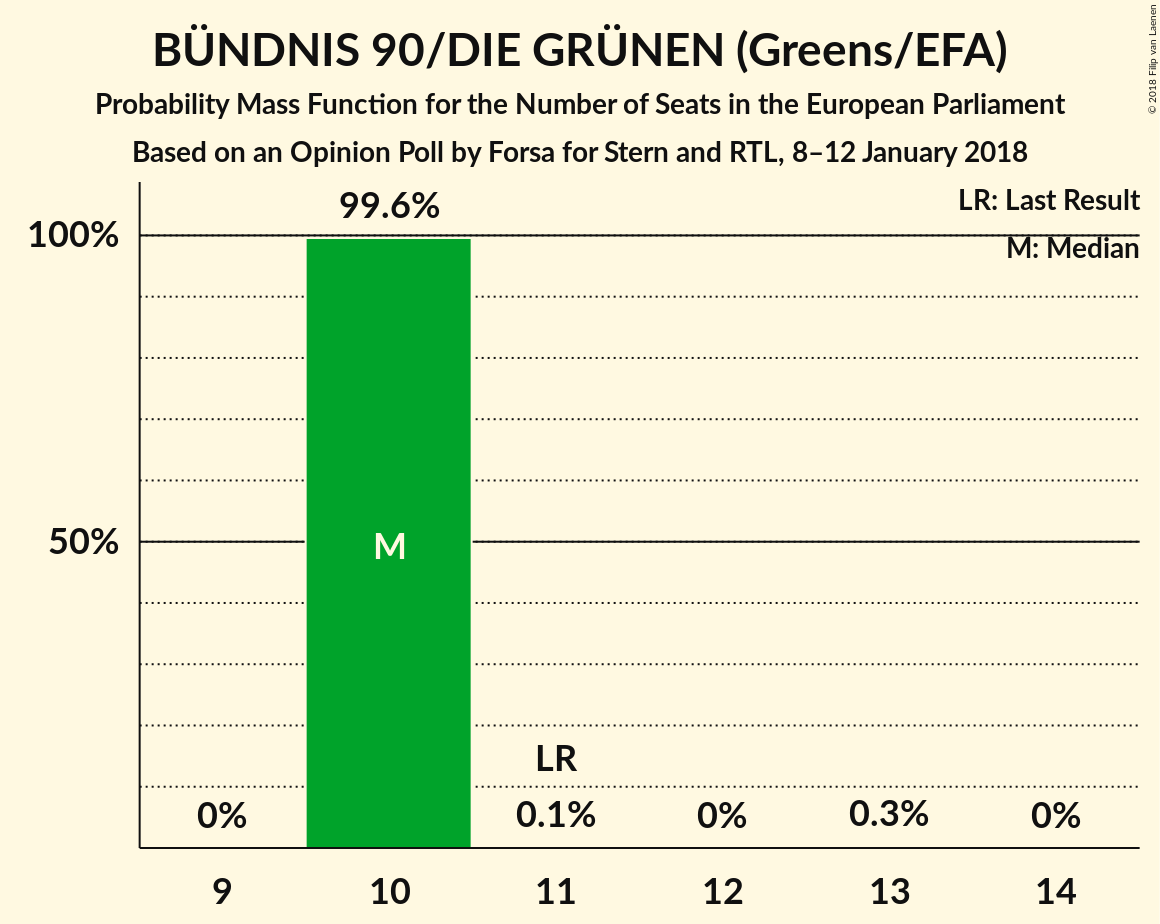 BÜNDNIS 90/DIE GRÜNEN (Greens/EFA)
Probability Mass Function for the Number of Seats in the European Parliament
Based on an Opinion Poll by Forsa for Stern and RTL, 8–12 January 2018
© 2018 Filip van Laenen
LR: Last Result
M: Median
99.6%
100%
50%
M
LR
0%
0.1%
0%
0.3%
0%
9
10
11
12
13
14